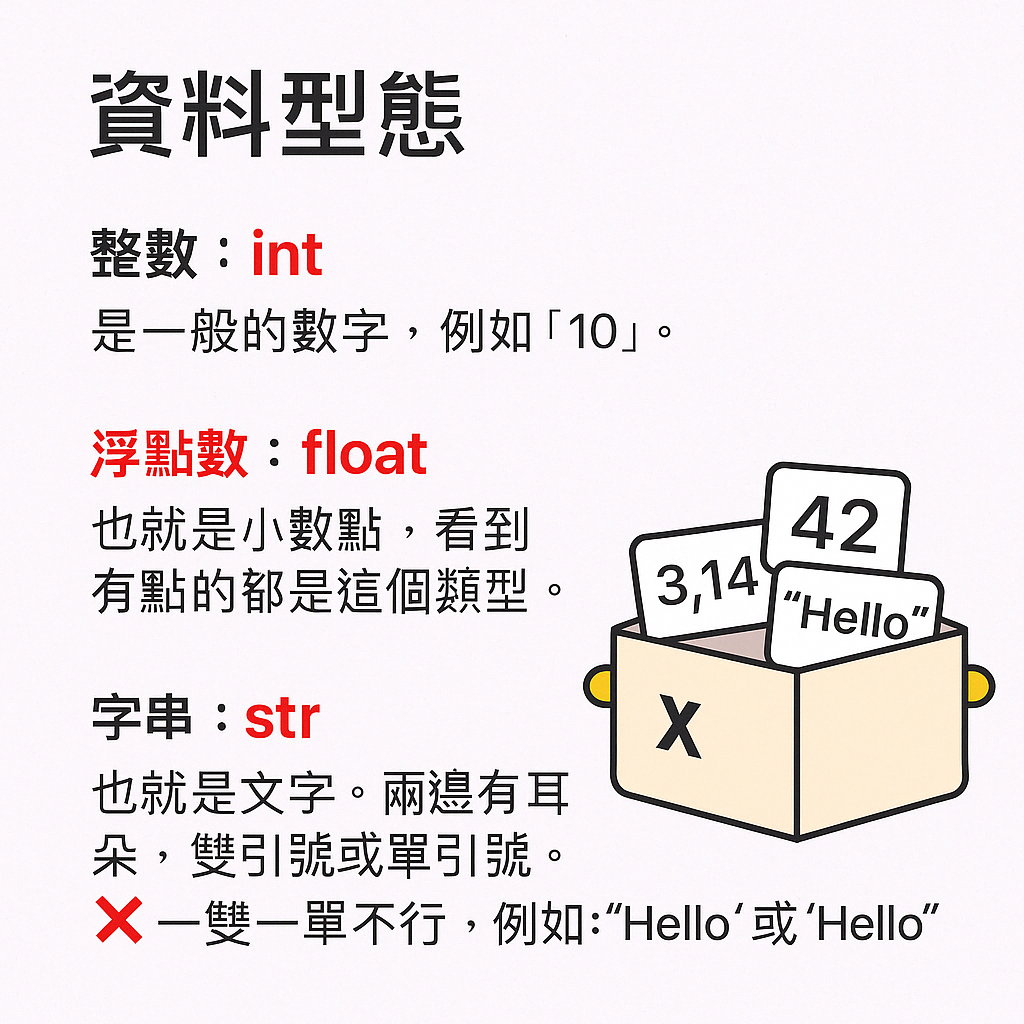 資料型態
整數：int
是一般的數字，例如「10」。
浮點數：float
也就是小數點，看到
有點的都是這個類型。
字串：str
也就是文字。兩邊有耳
朵，雙引號或單引號。
❌ 一雙一單不行，例如:“Hello‘ 或 ‘Hello”
3,14
42
“Hello”
X